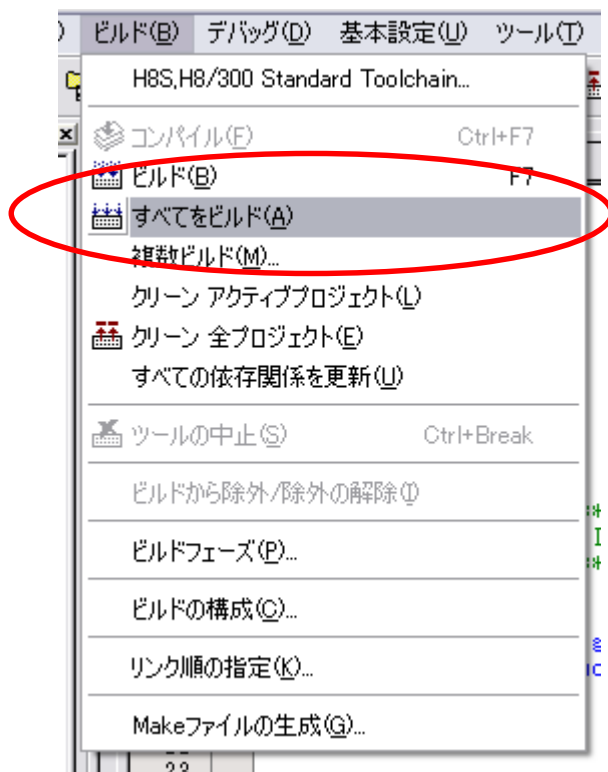 ビルド(B) デバッグ(D) 基本設定(U) ツール(T)
H8S,H8/300 Standard Toolchain...
コンパイル(F) Ctrl+F7
ビルド(B) F7
すべてをビルド(A)
複数ビルド(M)...
クリーン アクティブプロジェクト(L)
クリーン 全プロジェクト(E)
すべての依存関係を更新(U)
ツールの中止(S) Ctrl+Break
ビルドから除外/除外の解除(I)
ビルドフェーズ(P)...
ビルドの構成(C)...
リンク順の指定(K)...
Makeファイルの生成(G)...
23